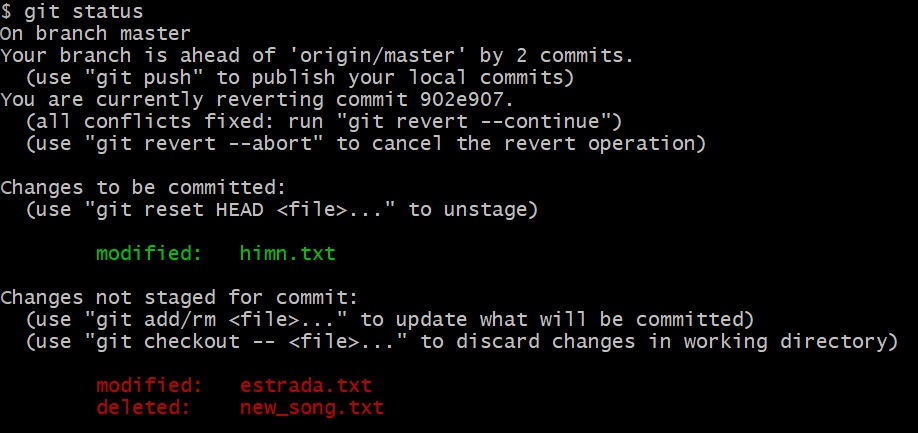 $ git status
On branch master
Your branch is ahead of 'origin/master' by 2 commits.
  (use "git push" to publish your local commits)
You are currently reverting commit 902e907.
  (all conflicts fixed: run "git revert --continue")
  (use "git revert --abort" to cancel the revert operation)

Changes to be committed:
  (use "git reset HEAD <file>..." to unstage)

        modified:   himn.txt

Changes not staged for commit:
  (use "git add/rm <file>..." to update what will be committed)
  (use "git checkout -- <file>..." to discard changes in working directory)

        modified:   estrada.txt
        deleted:    new_song.txt